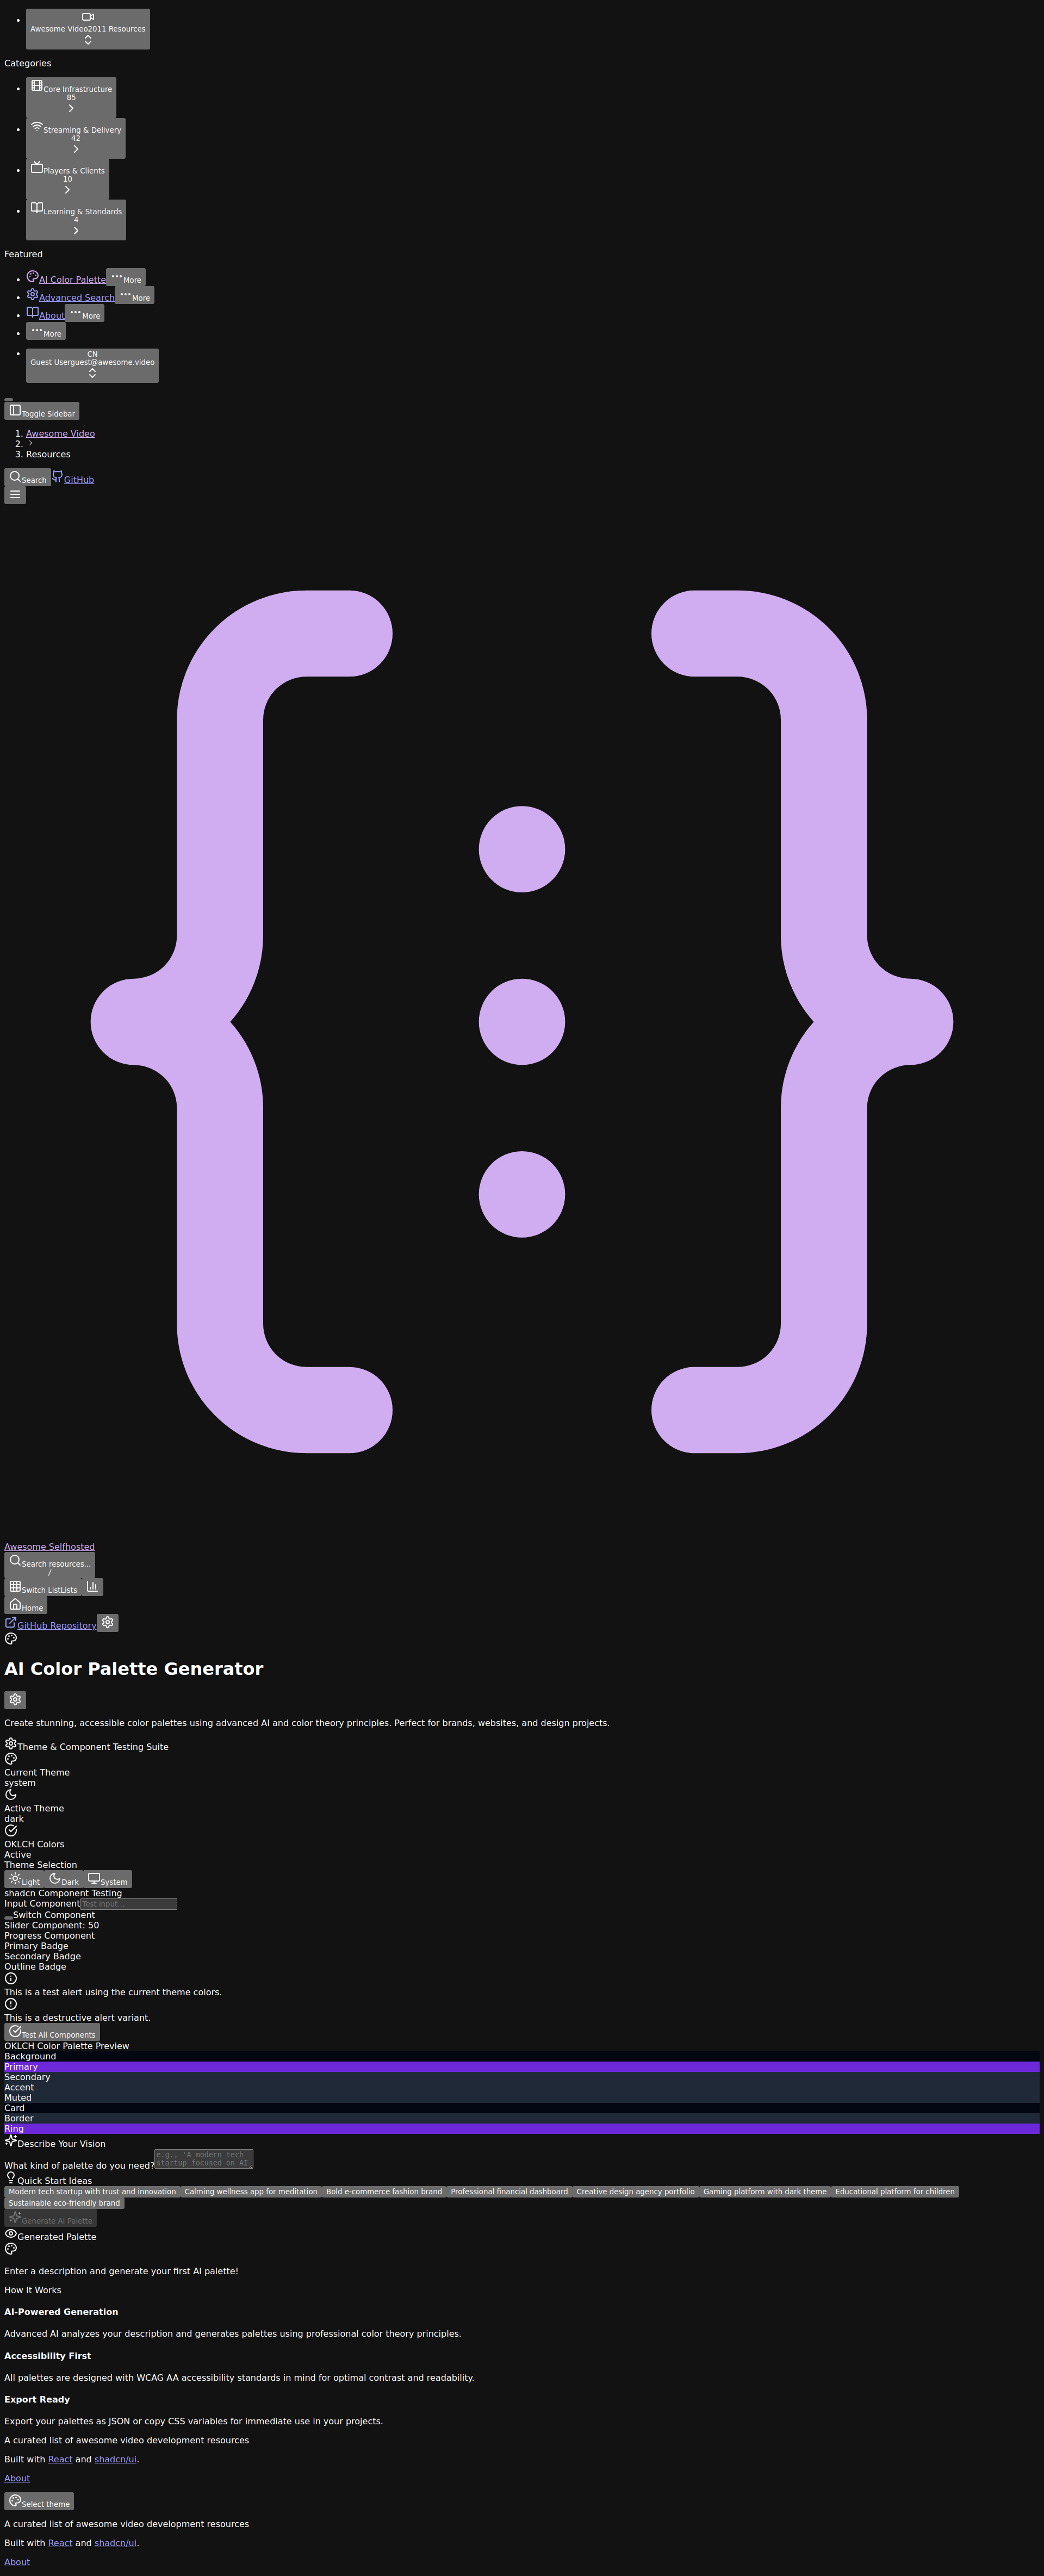 Awesome Video2011 Resources
Categories
Core Infrastructure
85
Streaming & Delivery
42
Players & Clients
10
Learning & Standards
4
Featured
AI Color Palette More
Advanced Search More
About More
More
CN
Guest Userguest@awesome.video
Toggle Sidebar
1. Awesome Video
2.
3. Resources
Search GitHub
Awesome Selfhosted
Search resources...
/
Switch ListLists
Home
GitHub Repository
AI Color Palette Generator
Create stunning, accessible color palettes using advanced AI and color theory principles. Perfect for brands, websites, and design projects.
Theme & Component Testing Suite
Current Theme
system
Active Theme
dark
OKLCH Colors
Active
Theme Selection
Light Dark System
shadcn Component Testing
Input Component Test input...
Switch Component
Slider Component: 50
Progress Component
Primary Badge
Secondary Badge
Outline Badge
This is a test alert using the current theme colors.
This is a destructive alert variant.
Test All Components
OKLCH Color Palette Preview
Background
Primary
Secondary
Accent
Muted
Card
Border
Ring
Describe Your Vision
What kind of palette do you need? e.g., 'A modern tech
startup focused on AI
Quick Start Ideas
Modern tech startup with trust and innovation Calming wellness app for meditation Bold e-commerce fashion brand Professional financial dashboard Creative design agency portfolio Gaming platform with dark theme Educational platform for children
Sustainable eco-friendly brand
Generate AI Palette
Generated Palette
Enter a description and generate your first AI palette!
How It Works
AI-Powered Generation
Advanced AI analyzes your description and generates palettes using professional color theory principles.
Accessibility First
All palettes are designed with WCAG AA accessibility standards in mind for optimal contrast and readability.
Export Ready
Export your palettes as JSON or copy CSS variables for immediate use in your projects.
A curated list of awesome video development resources
Built with React and shadcn/ui.
About
Select theme
A curated list of awesome video development resources
Built with React and shadcn/ui.
About